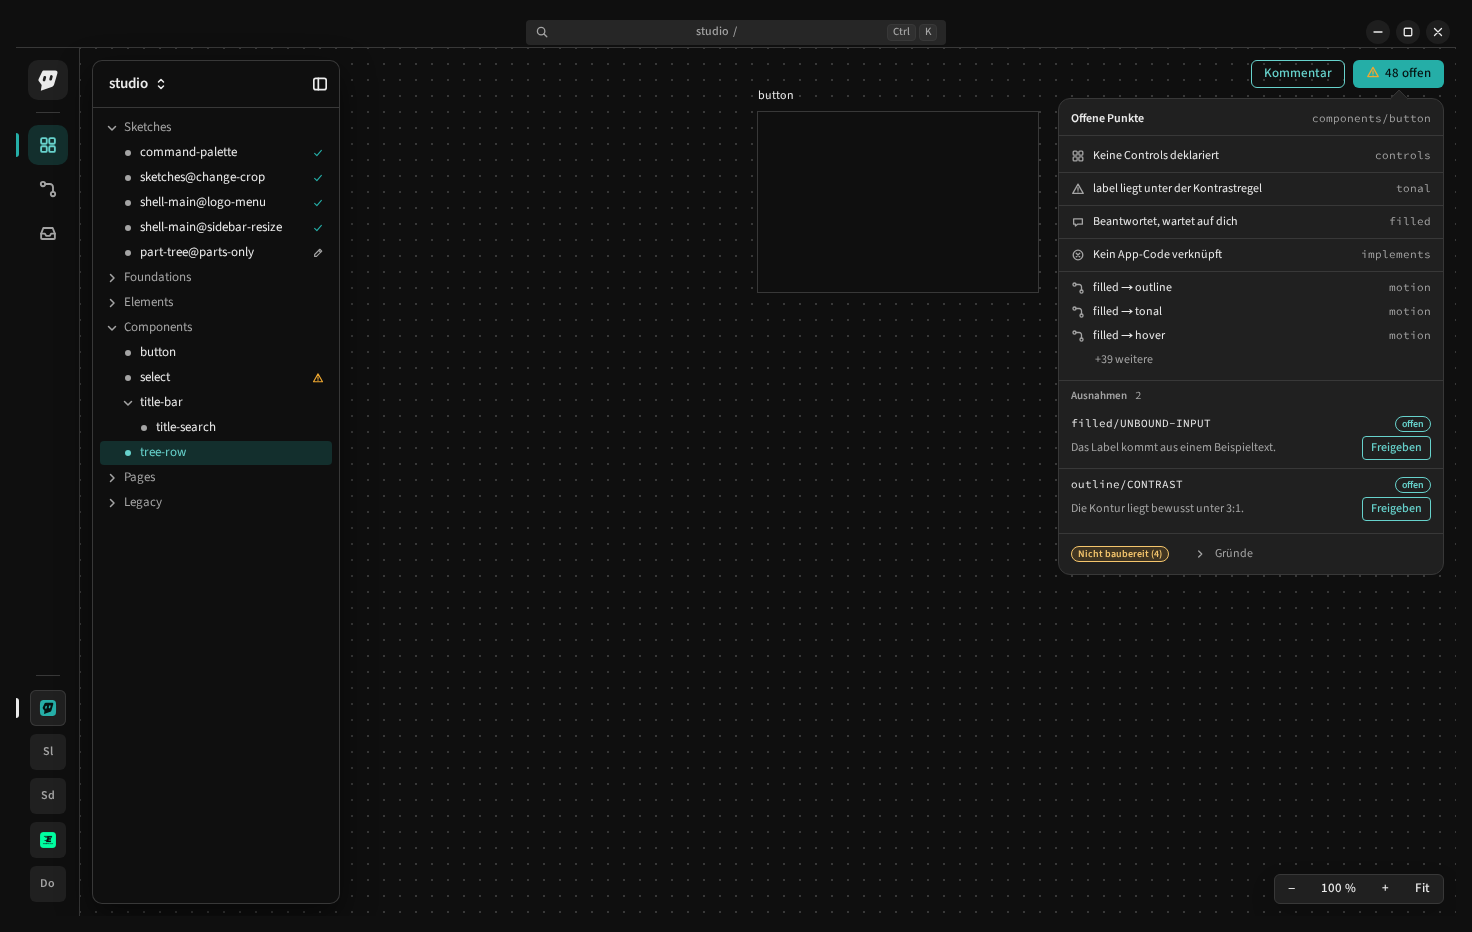 studio /
Ctrl K
studio
Kommentar
48 offen
Sketches
command-palette
sketches@change-crop
shell-main@logo-menu
shell-main@sidebar-resize
part-tree@parts-only
Foundations
Elements
Components
button
select
title-bar
title-search
tree-row
Pages
Legacy
Sl
Sd
Do
button
Offene Punkte components/button
Keine Controls deklariert controls
label liegt unter der Kontrastregel tonal
Beantwortet, wartet auf dich filled
Kein App-Code verknüpft implements
filled → outline motion
filled → tonal motion
filled → hover motion
+39 weitere
Ausnahmen 2
filled/UNBOUND-INPUT offen
Das Label kommt aus einem Beispieltext. Freigeben
outline/CONTRAST offen
Die Kontur liegt bewusst unter 3:1. Freigeben
Nicht baubereit (4) Gründe
− 100 % + Fit